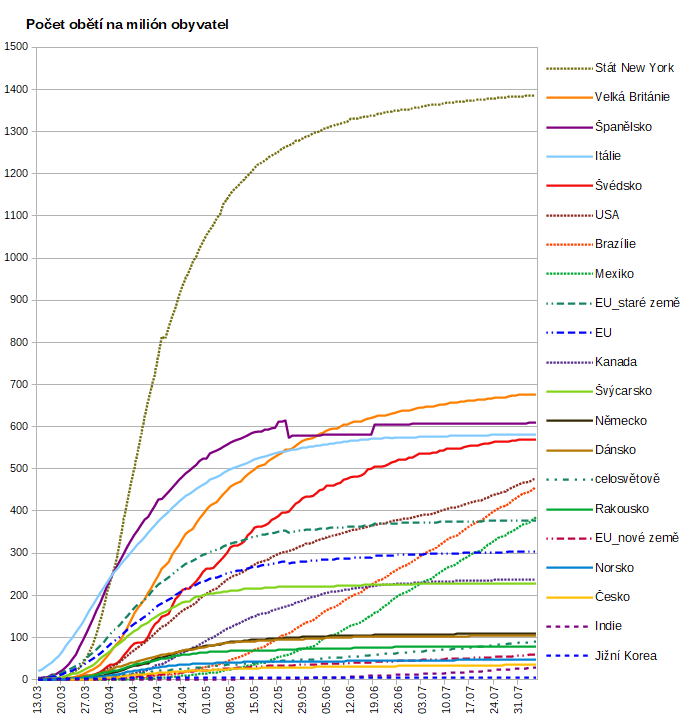 Počet obětí na milión obyvatel
1500
1400
1300
1200
1100
1000
900
800
700
600
500
400
300
200
100
0
Stát New York
Velká Británie
Španělsko
Itálie
Švédsko
USA
Brazílie
Mexiko
EU_staré země
EU
Kanada
Švýcarsko
Německo
Dánsko
celosvětově
Rakousko
EU_nové země
Norsko
Česko
Indie
Jižní Korea
13.03
20.03
27.03
03.04
10.04
17.04
24.04
01.05
08.05
15.05
22.05
29.05
05.06
12.06
19.06
26.06
03.07
10.07
17.07
24.07
31.07